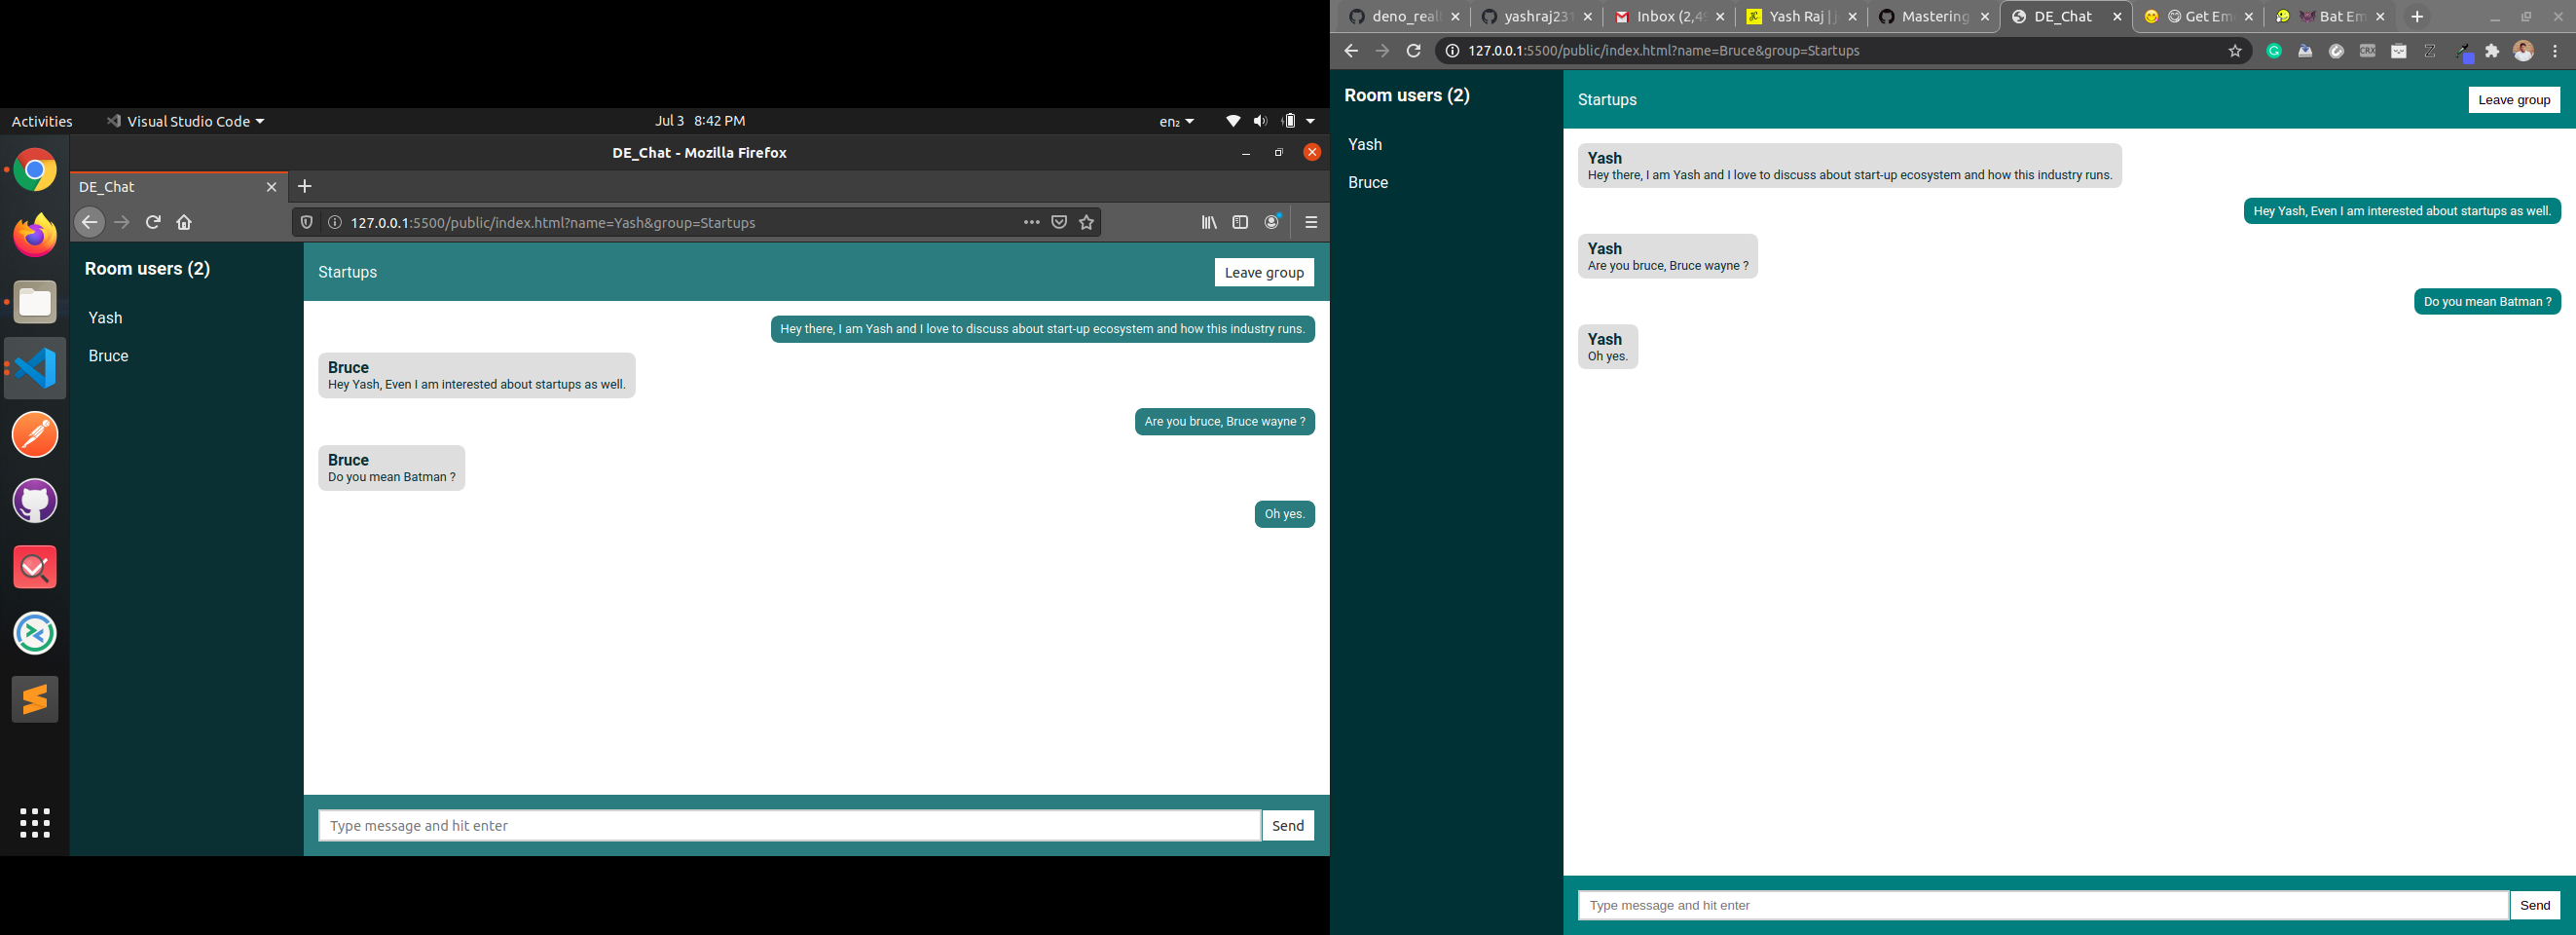 Activities
Visual Studio Code
Jul 3 8:42 PM
en₂
DE_Chat - Mozilla Firefox
DE_Chat
127.0.0.1:5500/public/index.html?name=Yash&group=Startups
Room users (2)
Yash
Bruce
Startups
Leave group
Hey there, I am Yash and I love to discuss about start-up ecosystem and how this industry runs.
Bruce
Hey Yash, Even I am interested about startups as well.
Are you bruce, Bruce wayne ?
Bruce
Do you mean Batman ?
Oh yes.
Type message and hit enter
Send
deno_real
yashraj231
Inbox (2,4
Yash Raj |
Mastering
DE_Chat
Get Em
Bat Em
127.0.0.1:5500/public/index.html?name=Bruce&group=Startups
Room users (2)
Yash
Bruce
Startups
Leave group
Yash
Hey there, I am Yash and I love to discuss about start-up ecosystem and how this industry runs.
Hey Yash, Even I am interested about startups as well.
Yash
Are you bruce, Bruce wayne ?
Do you mean Batman ?
Yash
Oh yes.
Type message and hit enter
Send